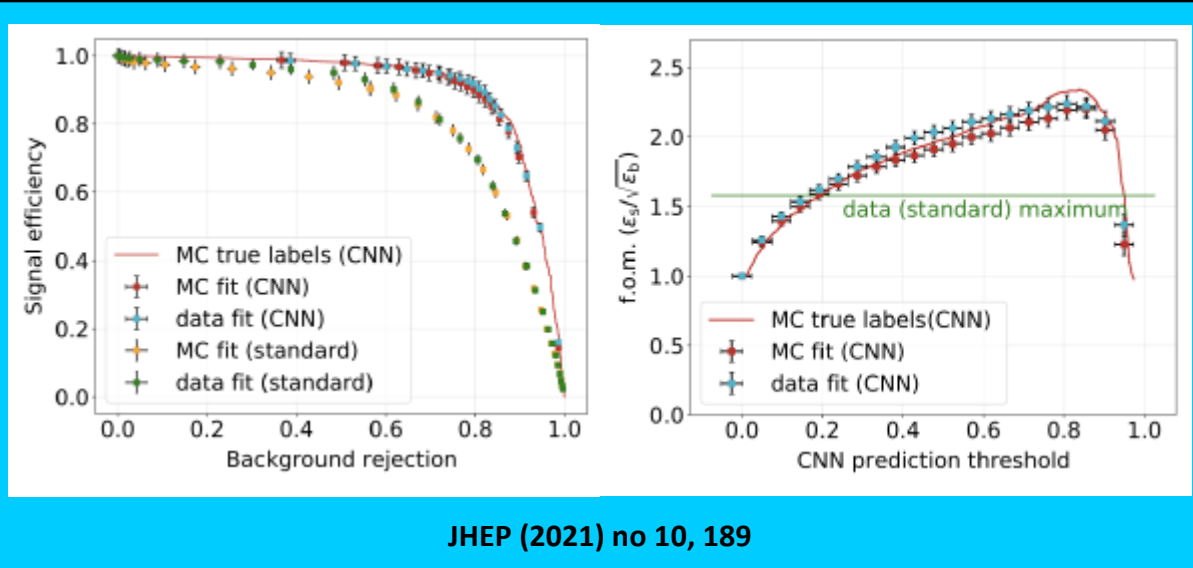 1.0
0.8
0.6
0.4
0.2
0.0
Signal efficiency
MC true labels (CNN)
MC fit (CNN)
data fit (CNN)
MC fit (standard)
data fit (standard)
0.0 0.2 0.4 0.6 0.8 1.0
Background rejection
2.5
2.0
1.5
1.0
0.5
0.0
f.o.m. (εs/√εb)
data (standard) maximum
MC true labels(CNN)
MC fit (CNN)
data fit (CNN)
0.0 0.2 0.4 0.6 0.8 1.0
CNN prediction threshold
JHEP (2021) no 10, 189